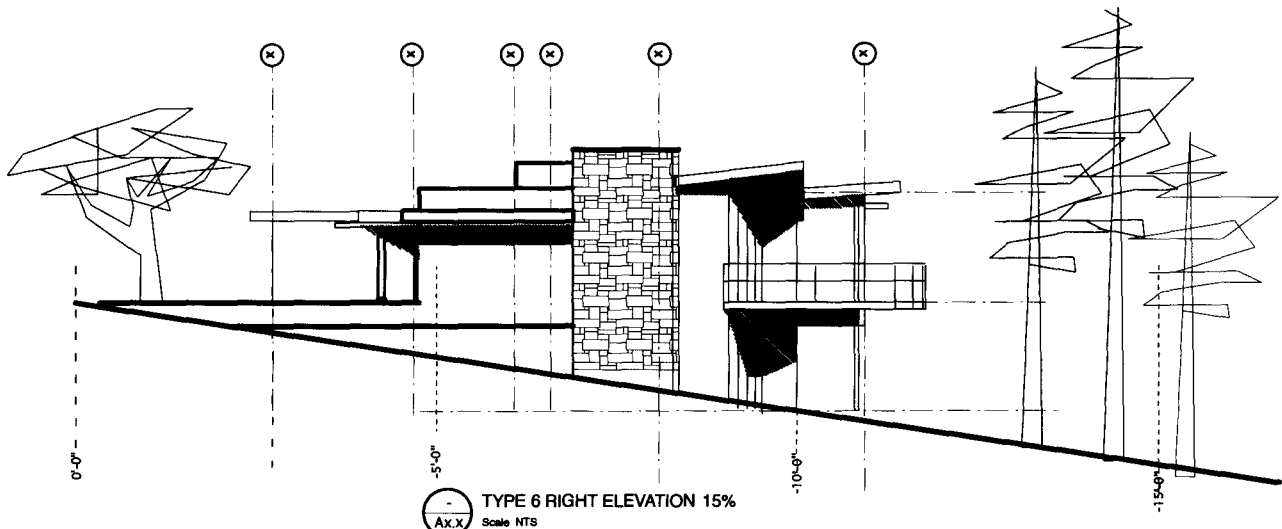 X X X X X X
0'-0"
-5'-0"
-10'-0"
-15'-0"
-
TYPE 6 RIGHT ELEVATION 15%
AX.X
Scale NTS